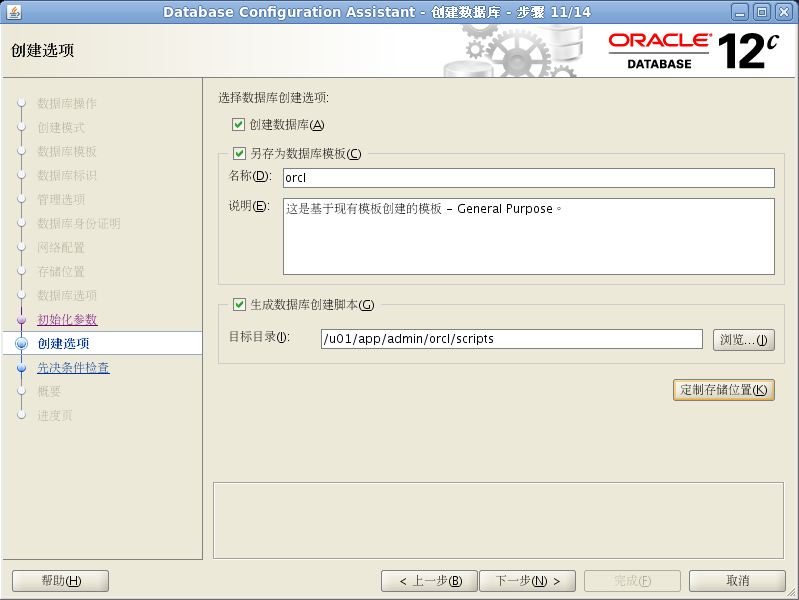 Database Configuration Assistant - 创建数据库 - 步骤 11/14
创建选项
ORACLE
DATABASE
12c
数据库操作
创建模式
数据库模板
数据库标识
管理选项
数据库身份证明
网络配置
存储位置
数据库选项
初始化参数
创建选项
先决条件检查
概要
进度页
选择数据库创建选项:
创建数据库(A)
另存为数据库模板(C)
名称(D): orcl
说明(E): 这是基于现有模板创建的模板 - General Purpose。
生成数据库创建脚本(G)
目标目录(I): /u01/app/admin/orcl/scripts 浏览...(J)
定制存储位置(K)
帮助(H) < 上一步(B) 下一步(N) > 完成(F) 取消